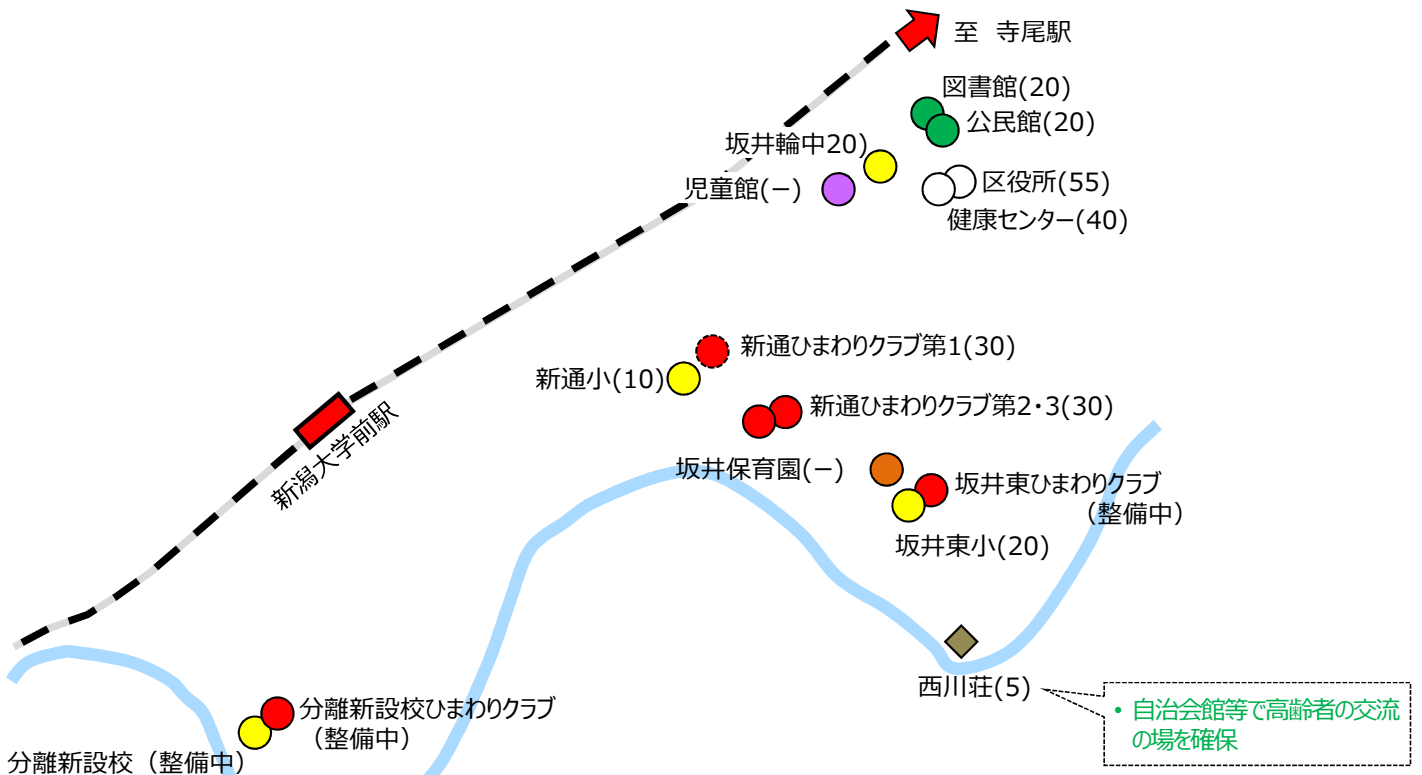 至 寺尾駅
図書館(20)
公民館(20)
坂井輪中20)
児童館(−)
区役所(55)
健康センター(40)
新通ひまわりクラブ第1(30)
新通小(10)
新通ひまわりクラブ第2・3(30)
新潟大学前駅
坂井保育園(−)
坂井東ひまわりクラブ
(整備中)
坂井東小(20)
西川荘(5)
• 自治会館等で高齢者の交流
の場を確保
分離新設校ひまわりクラブ
(整備中)
分離新設校（整備中)